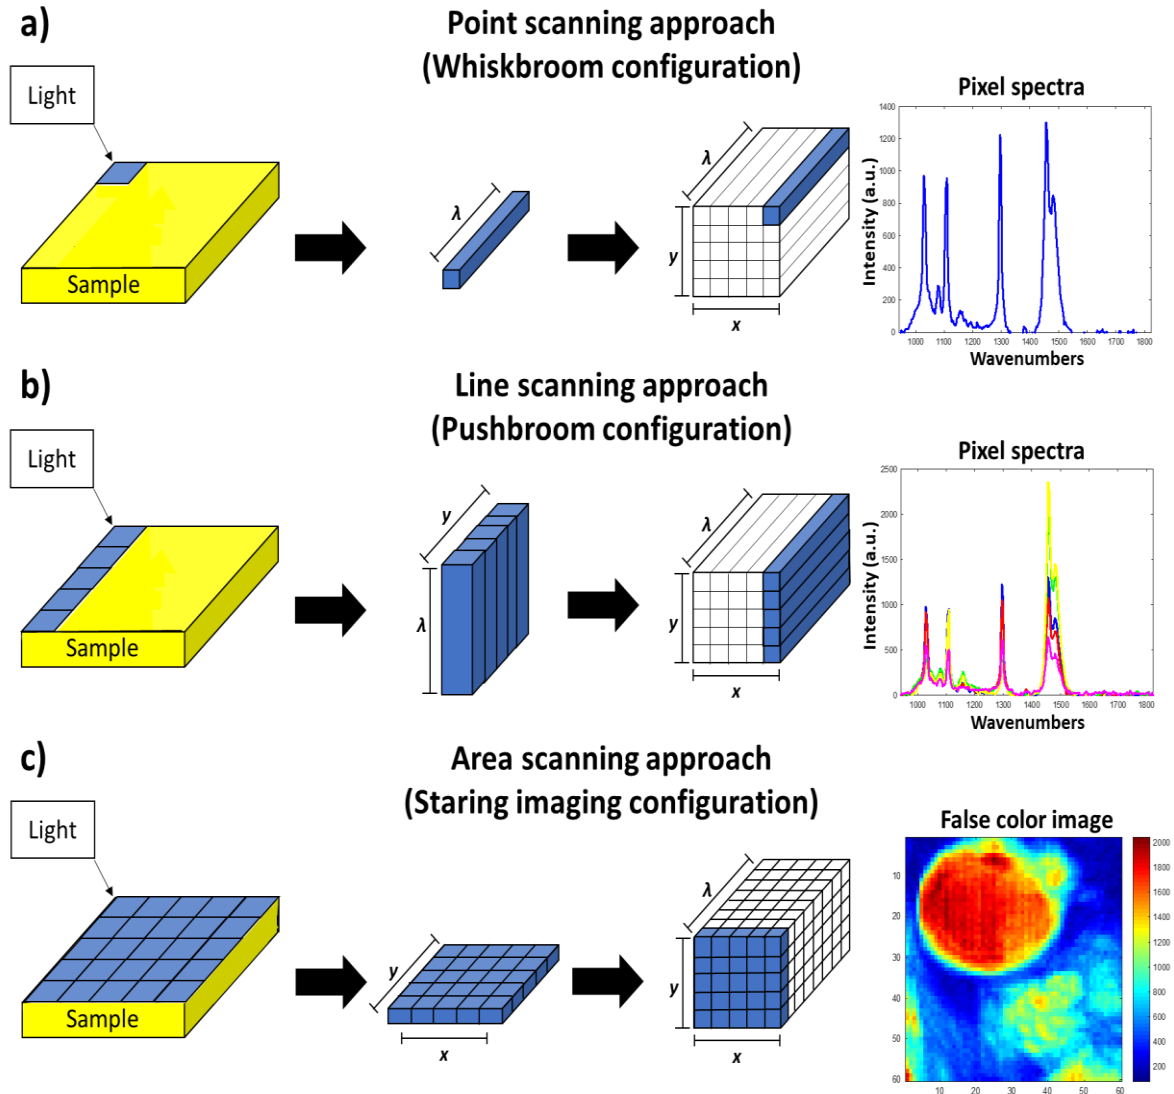 a)
Point scanning approach
(Whiskbroom configuration)
Light
Sample
λ
λ
y
x
Pixel spectra
Intensity (a.u.)
1400
1200
1000
800
600
400
200
0
1000 1100 1200 1300 1400 1500 1600 1700 1800
Wavenumbers
b)
Line scanning approach
(Pushbroom configuration)
Light
Sample
y
λ
λ
y
x
Pixel spectra
Intensity (a.u.)
2500
2000
1500
1000
500
0
1000 1100 1200 1300 1400 1500 1600 1700 1800
Wavenumbers
c)
Area scanning approach
(Staring imaging configuration)
Light
Sample
y
x
λ
y
x
False color image
10
20
30
40
50
60
10 20 30 40 50 60
2000
1800
1600
1400
1200
1000
800
600
400
200